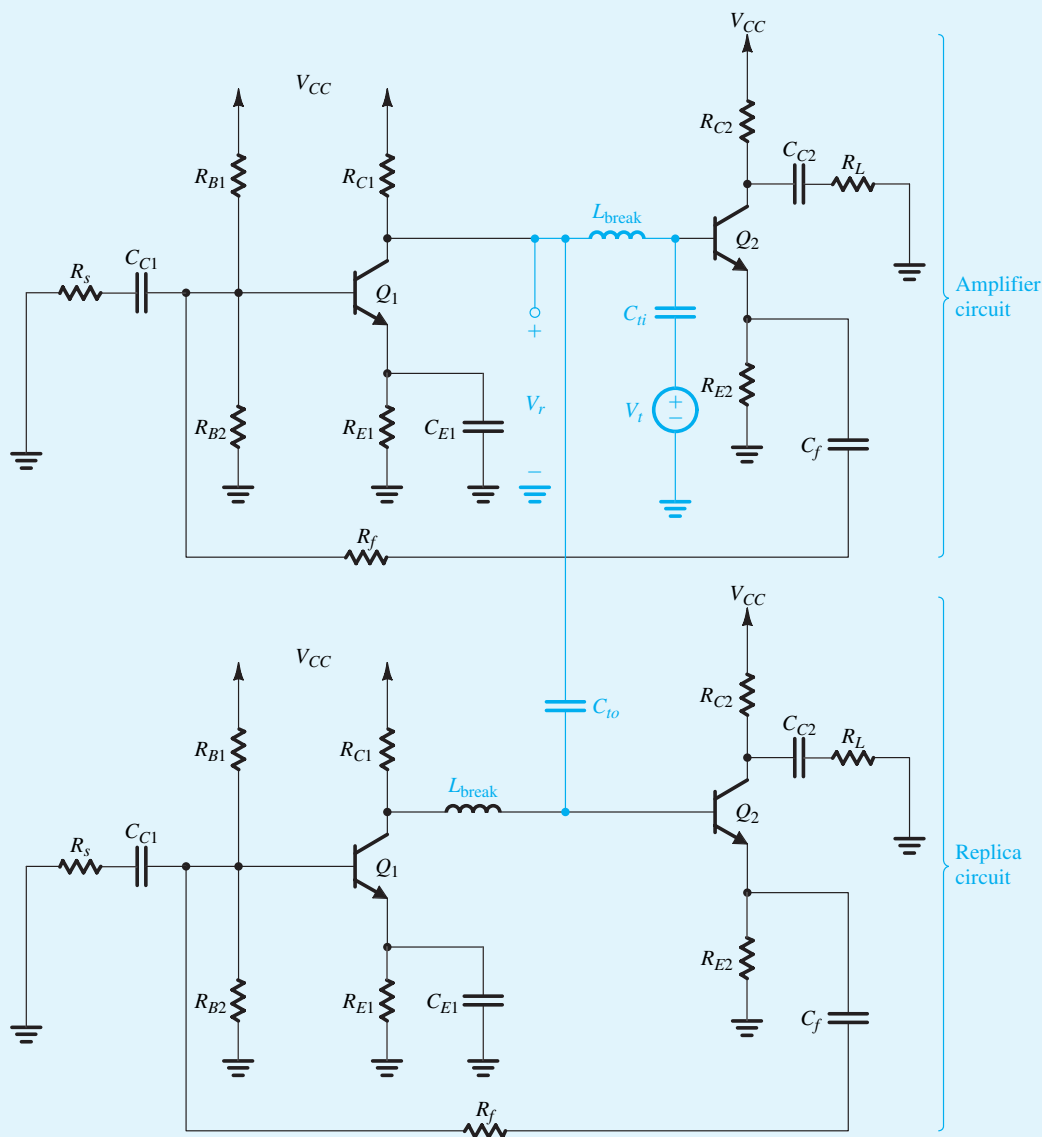 V_CC
V_CC
R_C2
C_C2
R_L
R_B1
R_C1
L_break
Q_2
R_s
C_C1
Q_1
C_ti
Amplifier
circuit
+
R_E2
R_B2
R_E1
C_E1
V_r
V_t
+
−
C_f
−
R_f
V_CC
V_CC
R_C2
C_to
C_C2
R_L
R_B1
R_C1
L_break
Q_2
R_s
C_C1
Q_1
Replica
circuit
R_E2
R_B2
R_E1
C_E1
C_f
R_f